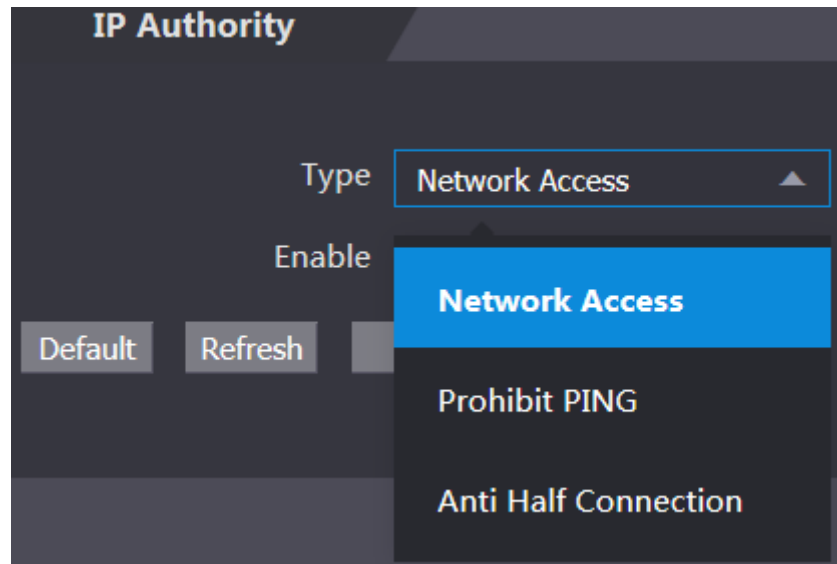 IP Authority
Type Network Access
Enable
Network Access
Default Refresh
Prohibit PING
Anti Half Connection